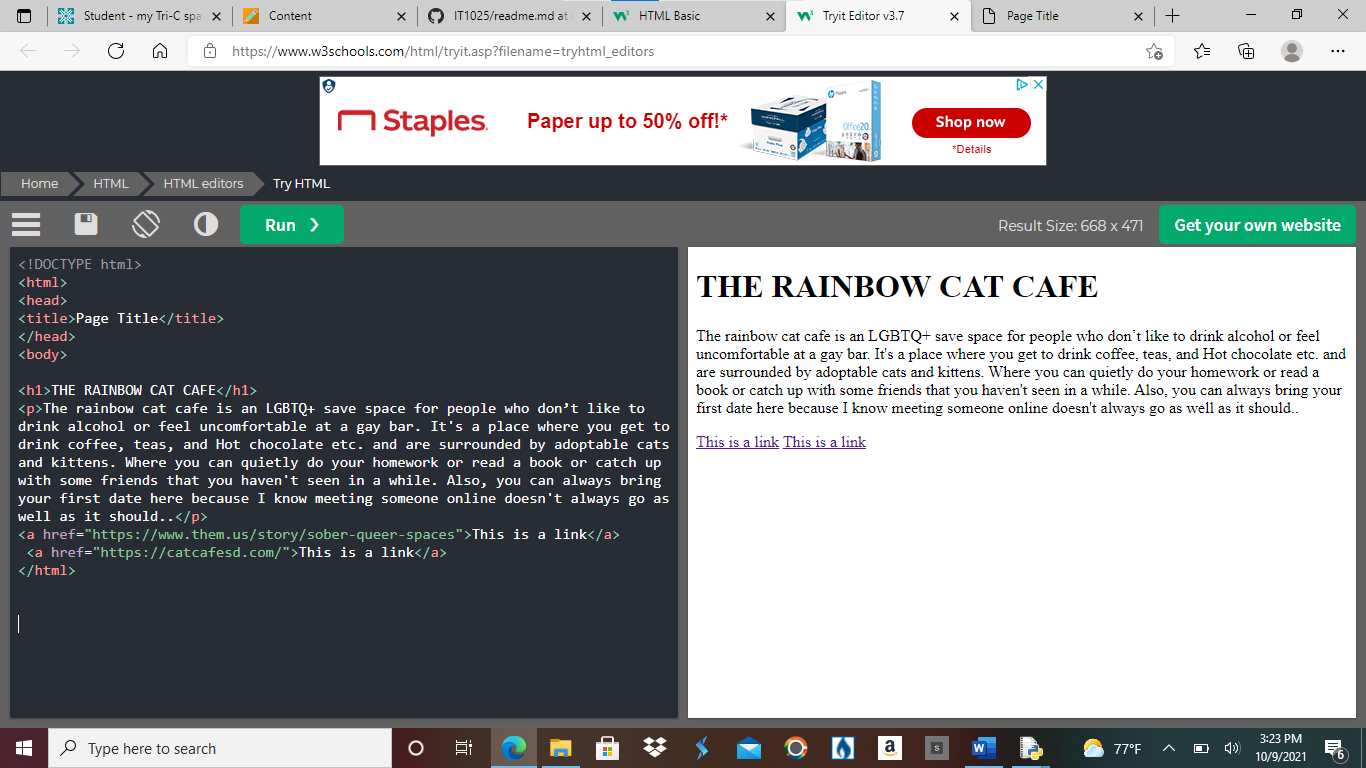 Student - my Tri-C spa
Content
IT1025/readme.md at
HTML Basic
Tryit Editor v3.7
Page Title
https://www.w3schools.com/html/tryit.asp?filename=tryhtml_editors
Staples.
Paper up to 50% off!*
hp Papers
Office20
Shop now
*Details
Home
HTML
HTML editors
Try HTML
Run ❯
Result Size: 668 x 471
Get your own website
<!DOCTYPE html>
<html>
<head>
<title>Page Title</title>
</head>
<body>
<h1>THE RAINBOW CAT CAFE</h1>
<p>The rainbow cat cafe is an LGBTQ+ save space for people who don’t like to
drink alcohol or feel uncomfortable at a gay bar. It's a place where you get to
drink coffee, teas, and Hot chocolate etc. and are surrounded by adoptable cats
and kittens. Where you can quietly do your homework or read a book or catch up
with some friends that you haven't seen in a while. Also, you can always bring
your first date here because I know meeting someone online doesn't always go as
well as it should..</p>
<a href="https://www.them.us/story/sober-queer-spaces">This is a link</a>
<a href="https://catcafesd.com/">This is a link</a>
</html>
THE RAINBOW CAT CAFE
The rainbow cat cafe is an LGBTQ+ save space for people who don’t like to drink alcohol or feel
uncomfortable at a gay bar. It's a place where you get to drink coffee, teas, and Hot chocolate etc. and
are surrounded by adoptable cats and kittens. Where you can quietly do your homework or read a
book or catch up with some friends that you haven't seen in a while. Also, you can always bring your
first date here because I know meeting someone online doesn't always go as well as it should..
This is a link This is a link
Type here to search
77°F
3:23 PM
10/9/2021
6